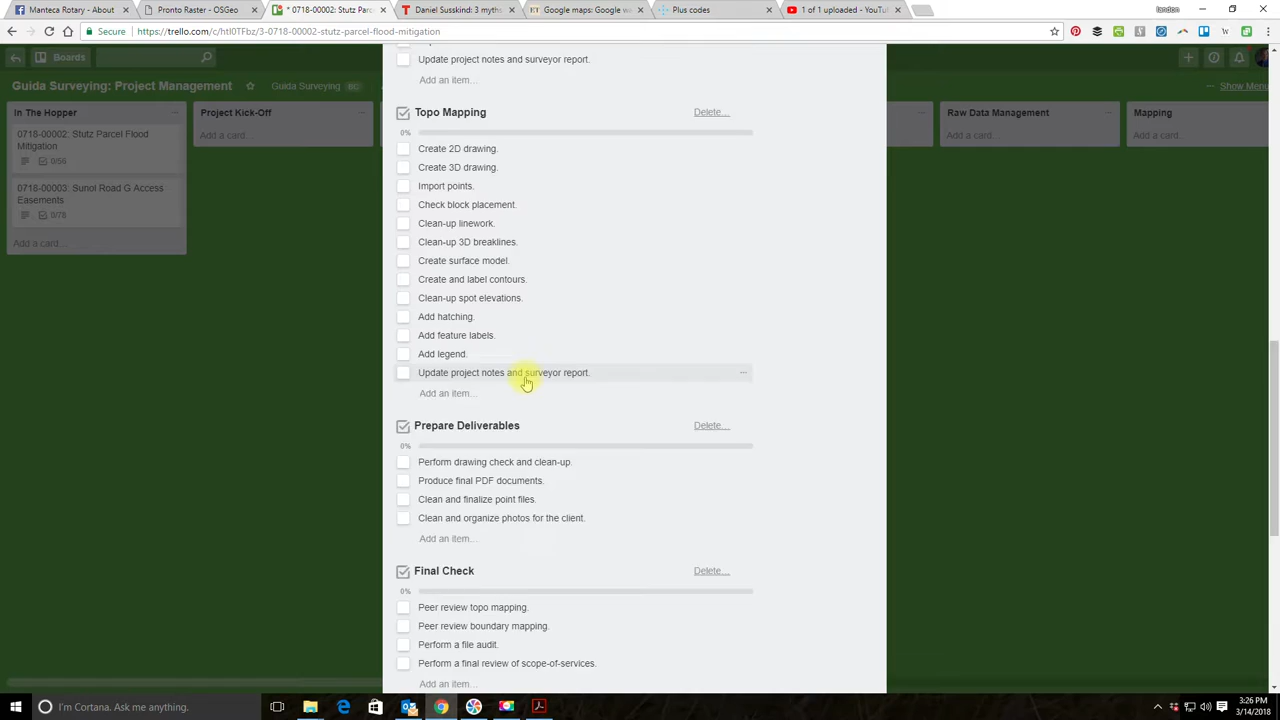 Manteca Rotary - About
Pronto Raster - OSGeo
* 0718-00002: Stutz Parc
Daniel Susskind: 3 myths
Google maps: Google w
Plus codes
1 of 1 uploaded - YouTu
landon
Secure
https://trello.com/c/htI0TFbz/3-0718-00002-stutz-parcel-flood-mitigation
Boards
Guida Surveying: Project Management
Guida Surveying
BC
Show Menu
In The Hopper
0718-00002: Stutz Parcel Flood
Mitigation
0/56
0718-00003: Sunol Road G Access
Easements
0/78
Add a card…
Project Kick-Off
Add a card…
Raw Data Management
Add a card…
Mapping
Add a card…
Update project notes and surveyor report.
Add an item…
Topo Mapping
Delete…
0%
Create 2D drawing.
Create 3D drawing.
Import points.
Check block placement.
Clean-up linework.
Clean-up 3D breaklines.
Create surface model.
Create and label contours.
Clean-up spot elevations.
Add hatching.
Add feature labels.
Add legend.
Update project notes and surveyor report.
Add an item…
Prepare Deliverables
Delete…
0%
Perform drawing check and clean-up.
Produce final PDF documents.
Clean and finalize point files.
Clean and organize photos for the client.
Add an item…
Final Check
Delete…
0%
Peer review topo mapping.
Peer review boundary mapping.
Perform a file audit.
Perform a final review of scope-of-services.
Add an item…
I'm Cortana. Ask me anything.
3:26 PM
3/14/2018